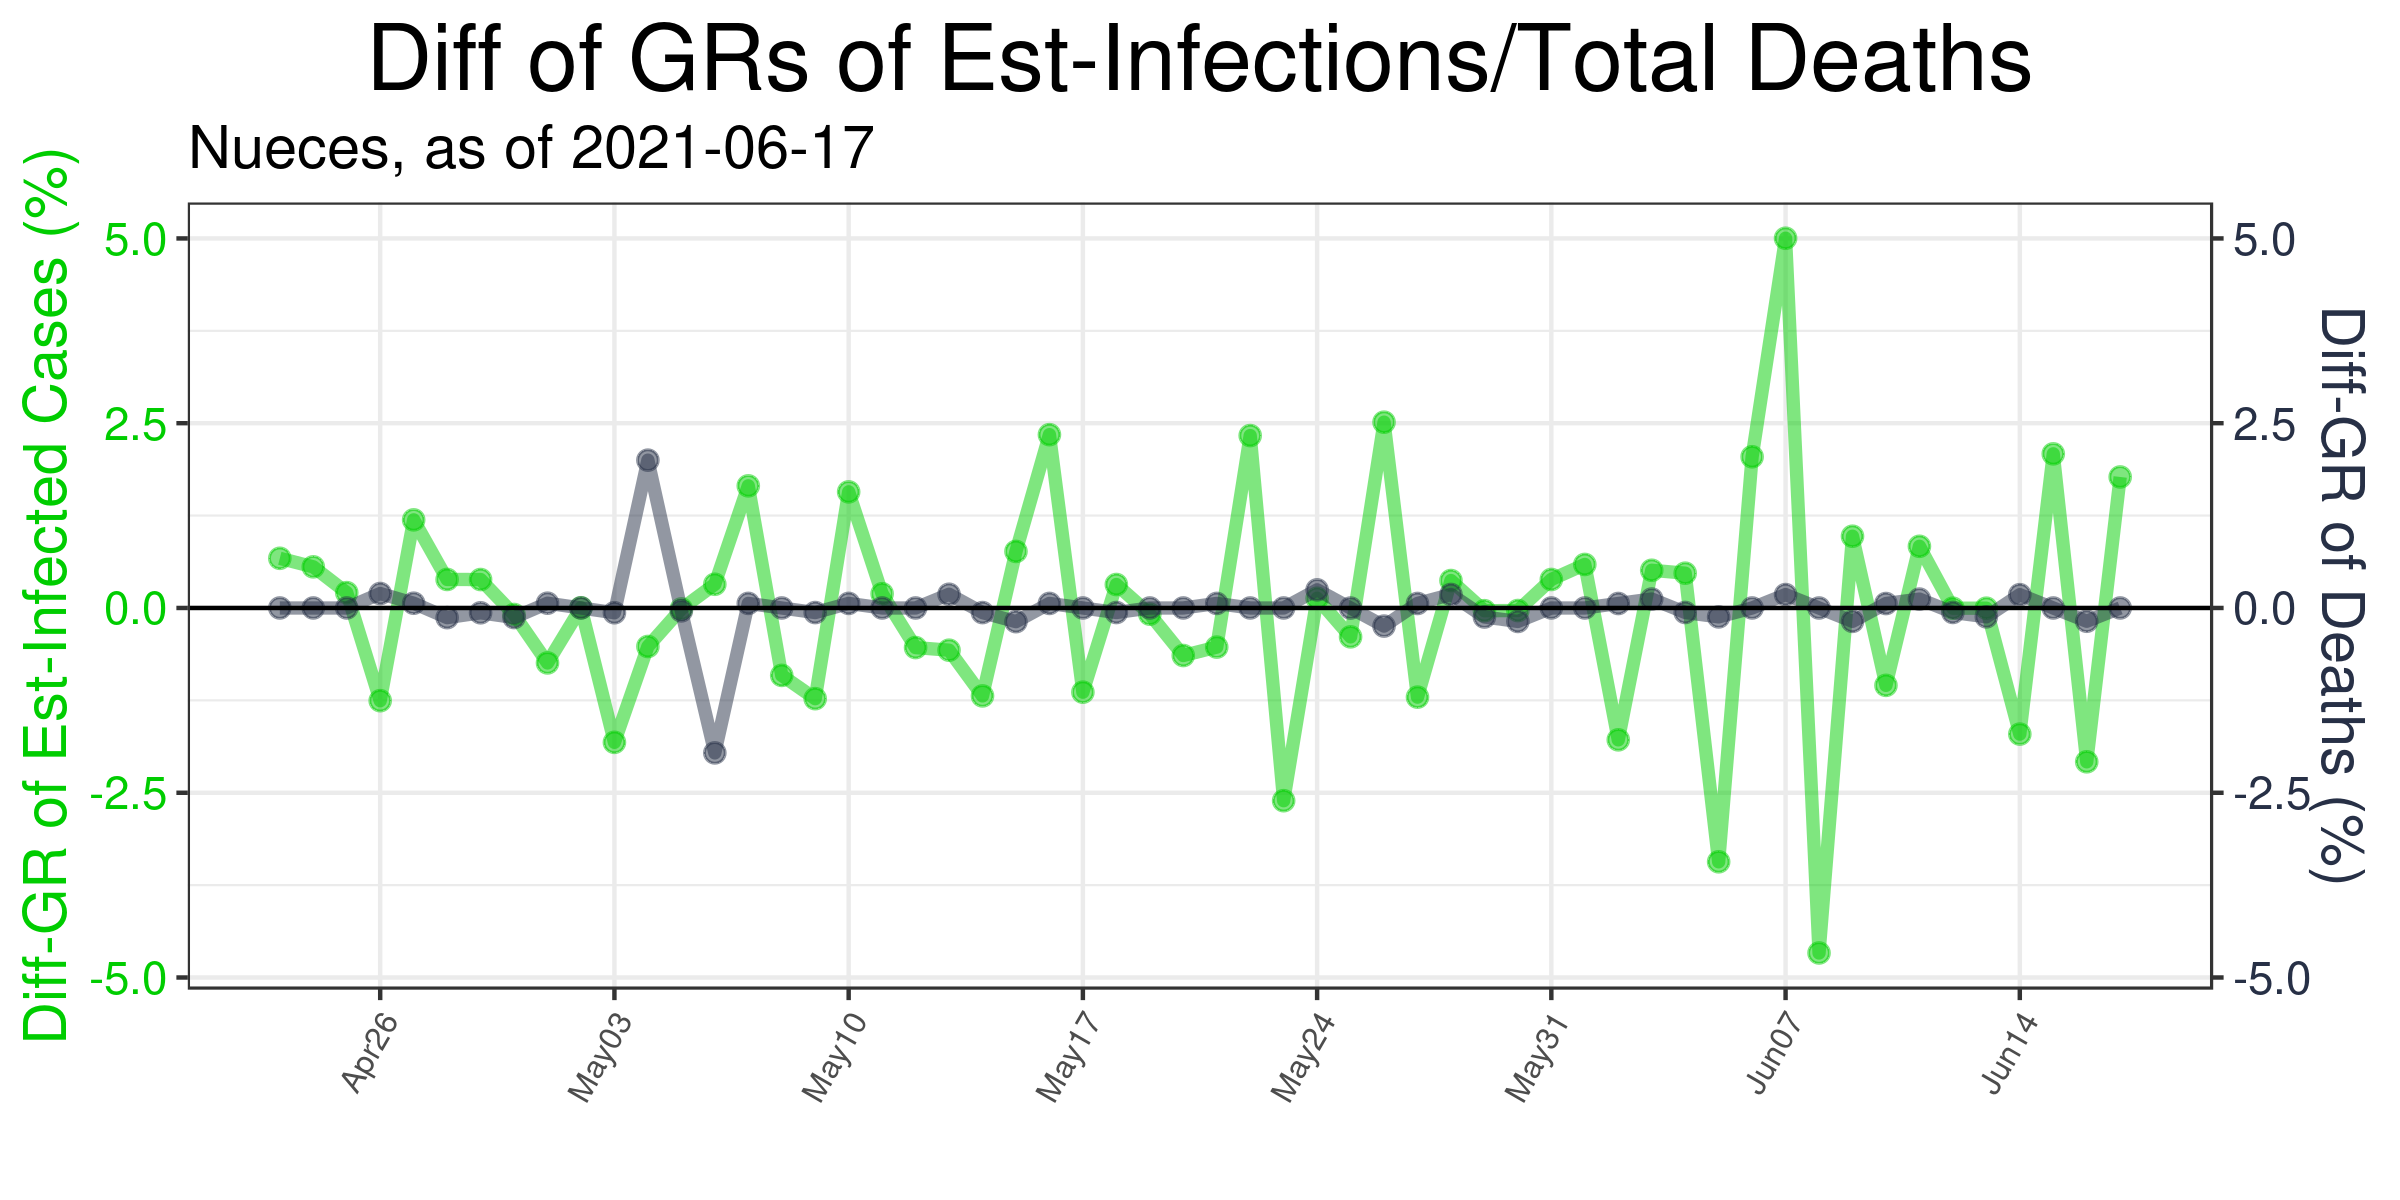 Diff of GRs of Est-Infections/Total Deaths
Nueces, as of 2021-06-17
Diff-GR of Est-Infected Cases (%)
5.0
2.5
0.0
-2.5
-5.0
5.0
2.5
0.0
-2.5
-5.0
Diff-GR of Deaths (%)
Apr26
May03
May10
May17
May24
May31
Jun07
Jun14